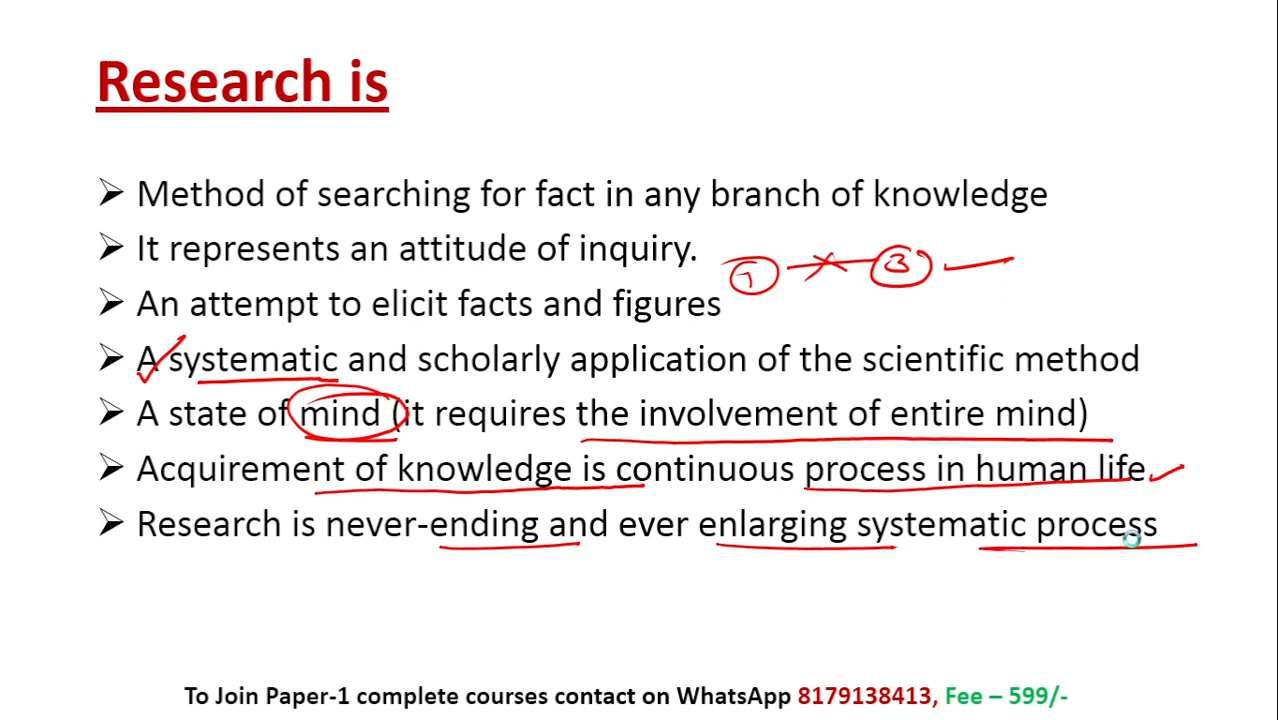 Research is
➢ Method of searching for fact in any branch of knowledge
➢ It represents an attitude of inquiry.
➢ An attempt to elicit facts and figures
➢ A systematic and scholarly application of the scientific method
➢ A state of mind (it requires the involvement of entire mind)
➢ Acquirement of knowledge is continuous process in human life
➢ Research is never-ending and ever enlarging systematic process
To Join Paper-1 complete courses contact on WhatsApp 8179138413, Fee – 599/-